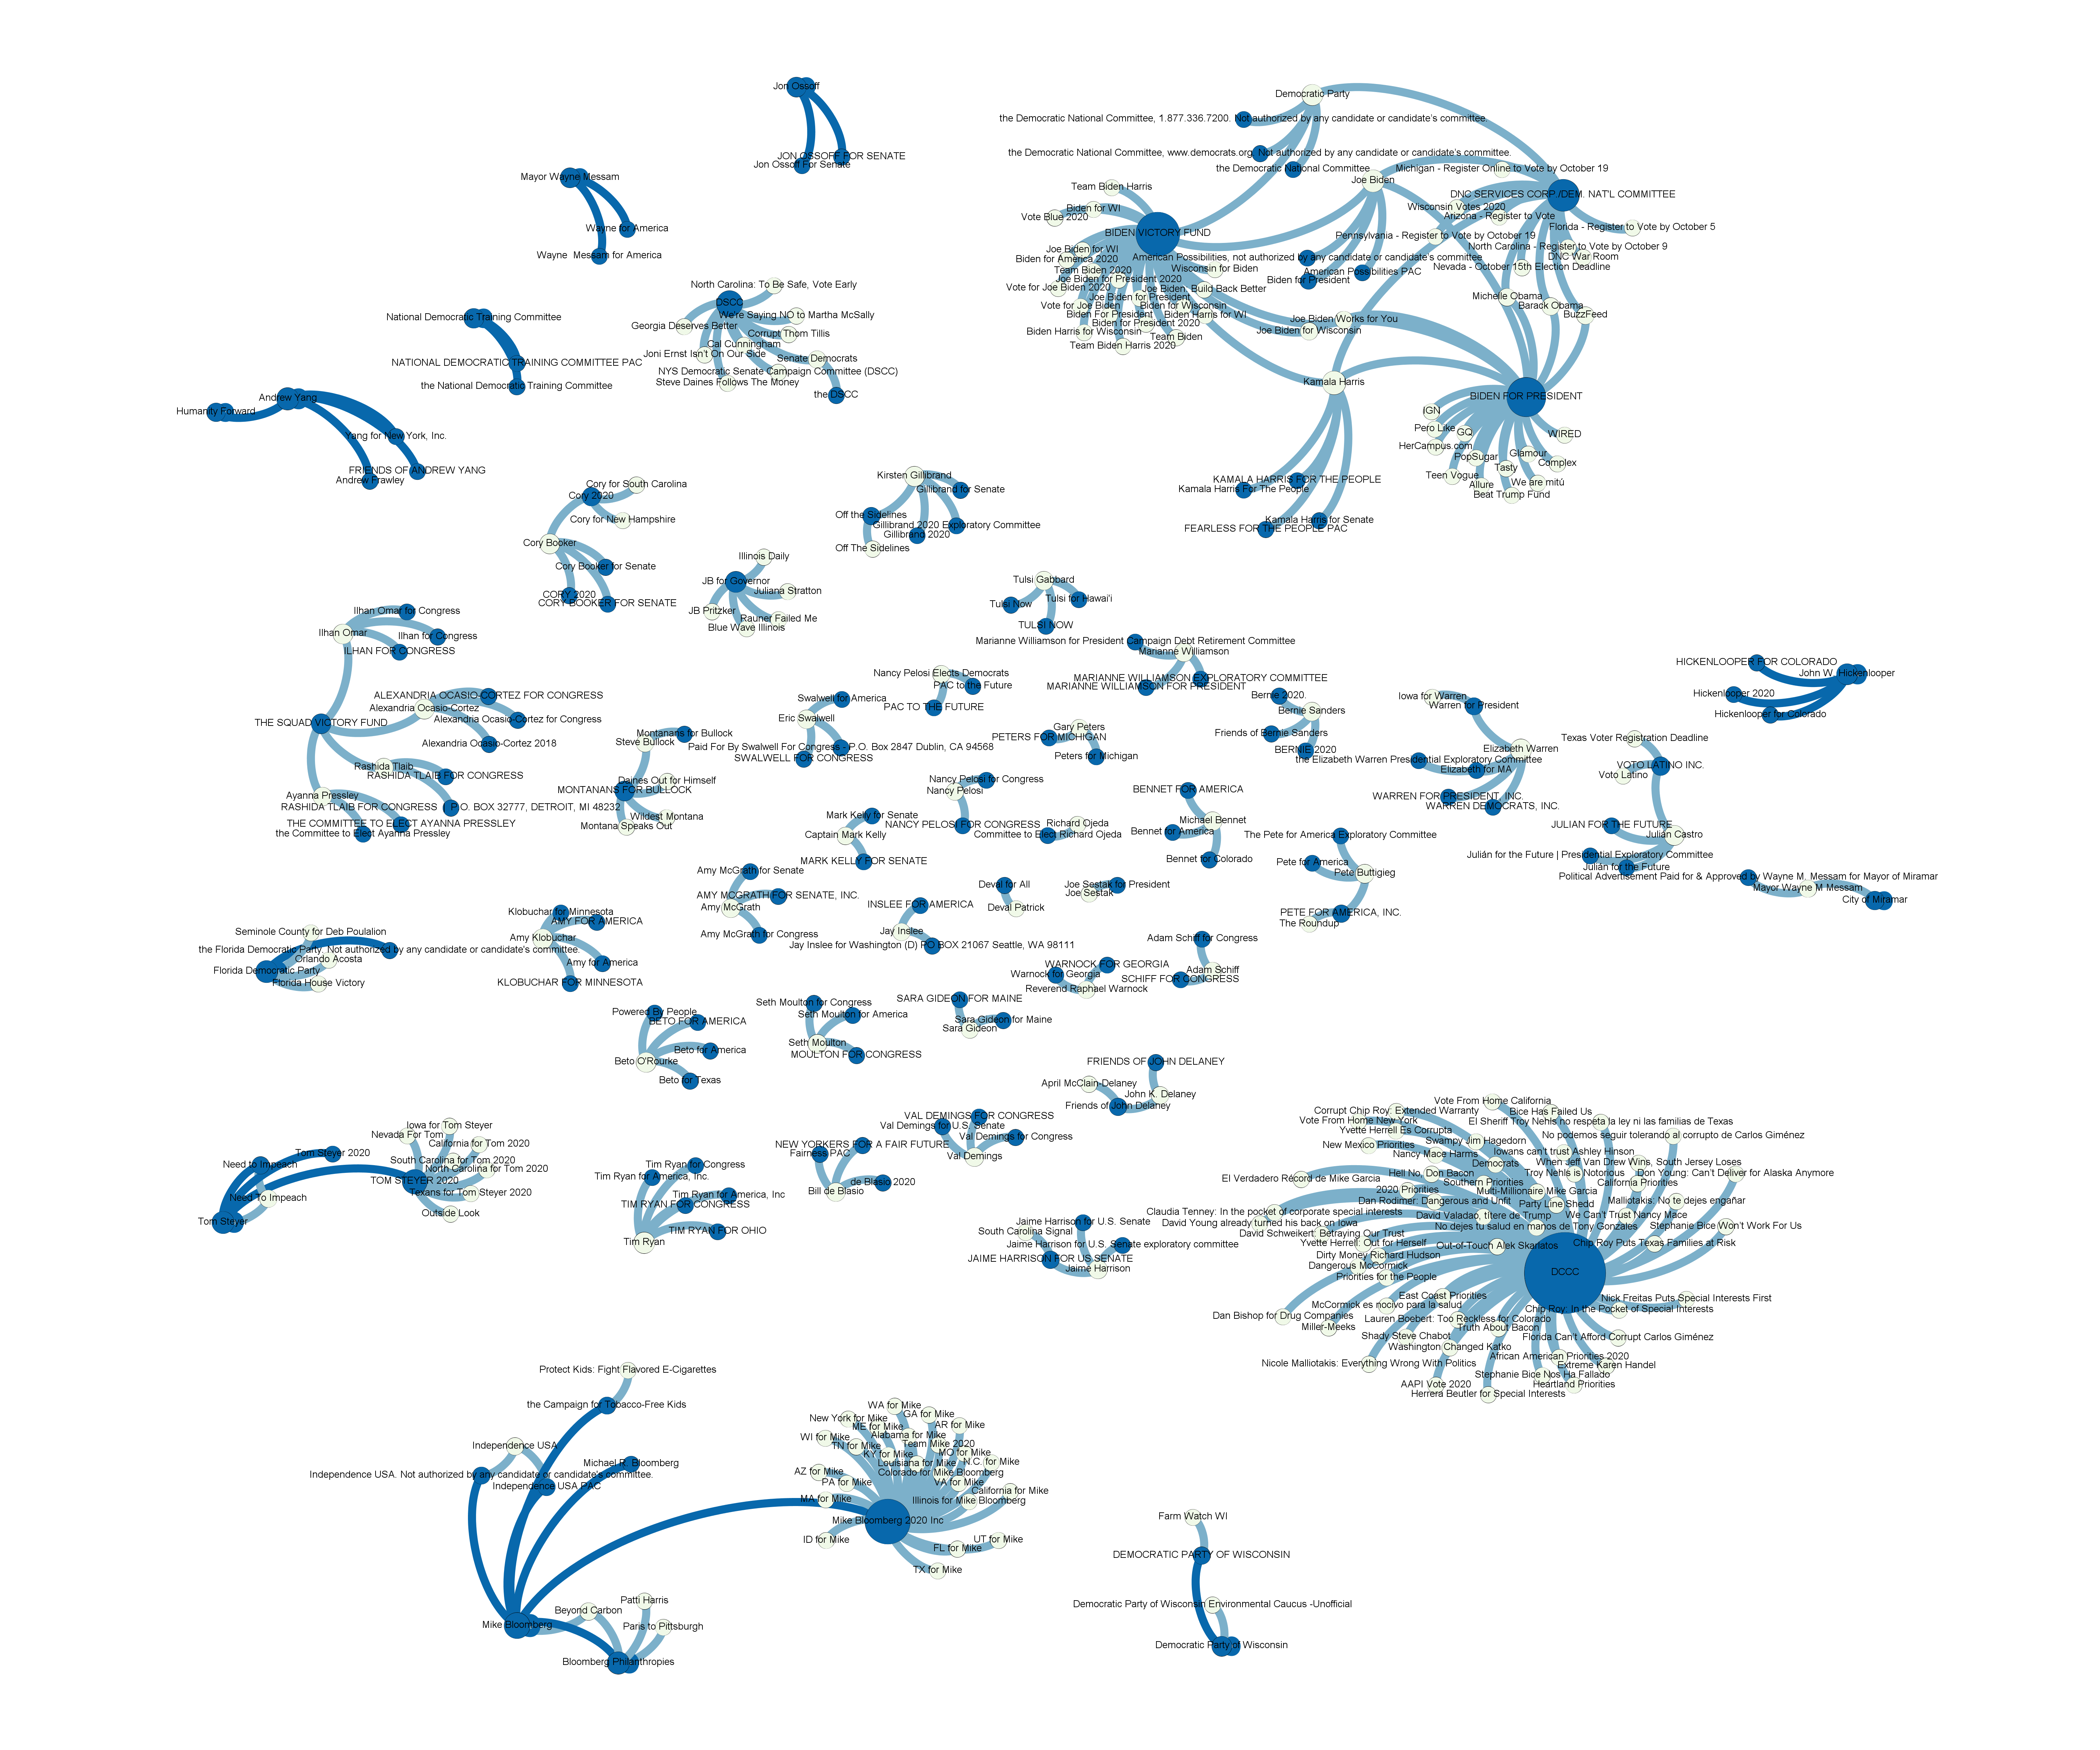 Jon Ossoff
JON OSSOFF FOR SENATE
Jon Ossoff For Senate
Mayor Wayne Messam
Wayne for America
Wayne  Messam for America
Democratic Party
the Democratic National Committee, 1.877.336.7200. Not authorized by any candidate or candidate's committee.
the Democratic National Committee, www.democrats.org. Not authorized by any candidate or candidate's committee.
the Democratic National Committee
Michigan - Register Online to Vote by October 19
Joe Biden
Team Biden Harris
DNC SERVICES CORP./DEM. NAT'L COMMITTEE
Biden for WI
Vote Blue 2020
Wisconsin Votes 2020
Arizona - Register to Vote
Florida - Register to Vote by October 5
BIDEN VICTORY FUND
Pennsylvania - Register to Vote by October 19
North Carolina - Register to Vote by October 9
Joe Biden for WI
Biden for America 2020
American Possibilities, not authorized by any candidate or candidate's committee
DNC War Room
Team Biden 2020
Wisconsin for Biden
American Possibilities PAC
Nevada - October 15th Election Deadline
Joe Biden for President 2020
Biden for President
Vote for Joe Biden 2020
Joe Biden: Build Back Better
Joe Biden for President
Michelle Obama
Vote for Joe Biden
Biden for Wisconsin
Barack Obama
Biden For President
Biden Harris for WI
BuzzFeed
Biden for President 2020
Joe Biden Works for You
Biden Harris for Wisconsin
Joe Biden for Wisconsin
Team Biden
Team Biden Harris 2020
North Carolina: To Be Safe, Vote Early
DSCC
We're Saying NO to Martha McSally
Georgia Deserves Better
Corrupt Thom Tillis
Cal Cunningham
Joni Ernst Isn't On Our Side
Senate Democrats
NYS Democratic Senate Campaign Committee (DSCC)
Steve Daines Follows The Money
the DSCC
National Democratic Training Committee
NATIONAL DEMOCRATIC TRAINING COMMITTEE PAC
the National Democratic Training Committee
Kamala Harris
BIDEN FOR PRESIDENT
IGN
Pero Like
GQ
WIRED
HerCampus.com
PopSugar
Glamour
Complex
Teen Vogue
Tasty
Allure
We are mitú
Beat Trump Fund
Andrew Yang
Humanity Forward
Yang for New York, Inc.
FRIENDS OF ANDREW YANG
Andrew Frawley
Kirsten Gillibrand
Gillibrand for Senate
Off the Sidelines
Gillibrand 2020 Exploratory Committee
Gillibrand 2020
Off The Sidelines
KAMALA HARRIS FOR THE PEOPLE
Kamala Harris For The People
Kamala Harris for Senate
FEARLESS FOR THE PEOPLE PAC
Cory for South Carolina
Cory 2020
Cory for New Hampshire
Cory Booker
Cory Booker for Senate
CORY 2020
CORY BOOKER FOR SENATE
Illinois Daily
JB for Governor
Juliana Stratton
JB Pritzker
Rauner Failed Me
Blue Wave Illinois
Tulsi Gabbard
Tulsi Now
Tulsi for Hawai'i
TULSI NOW
Ilhan Omar for Congress
Ilhan Omar
Ilhan for Congress
ILHAN FOR CONGRESS
Marianne Williamson for President Campaign Debt Retirement Committee
Marianne Williamson
MARIANNE WILLIAMSON EXPLORATORY COMMITTEE
MARIANNE WILLIAMSON FOR PRESIDENT
Nancy Pelosi Elects Democrats
PAC to the Future
PAC TO THE FUTURE
HICKENLOOPER FOR COLORADO
John W. Hickenlooper
Hickenlooper 2020
Hickenlooper for Colorado
ALEXANDRIA OCASIO-CORTEZ FOR CONGRESS
Alexandria Ocasio-Cortez
Alexandria Ocasio-Cortez for Congress
THE SQUAD VICTORY FUND
Alexandria Ocasio-Cortez 2018
Rashida Tlaib
RASHIDA TLAIB FOR CONGRESS
Ayanna Pressley
RASHIDA TLAIB FOR CONGRESS  |  P.O. BOX 32777, DETROIT, MI 48232
THE COMMITTEE TO ELECT AYANNA PRESSLEY
the Committee to Elect Ayanna Pressley
Swalwell for America
Eric Swalwell
Paid For By Swalwell For Congress - P.O. Box 2847 Dublin, CA 94568
SWALWELL FOR CONGRESS
Montanans for Bullock
Steve Bullock
Daines Out for Himself
MONTANANS FOR BULLOCK
Wildest Montana
Montana Speaks Out
Gary Peters
PETERS FOR MICHIGAN
Peters for Michigan
Bernie 2020.
Bernie Sanders
Friends of Bernie Sanders
BERNIE 2020
Iowa for Warren
Warren for President
Elizabeth Warren
the Elizabeth Warren Presidential Exploratory Committee
Elizabeth for MA
WARREN FOR PRESIDENT, INC.
WARREN DEMOCRATS, INC.
Texas Voter Registration Deadline
VOTO LATINO INC.
Voto Latino
JULIAN FOR THE FUTURE
Julián Castro
Julián for the Future | Presidential Exploratory Committee
Julián for the Future
Political Advertisement Paid for & Approved by Wayne M. Messam for Mayor of Miramar
Mayor Wayne M Messam
City of Miramar
Nancy Pelosi for Congress
Nancy Pelosi
NANCY PELOSI FOR CONGRESS
Mark Kelly for Senate
Captain Mark Kelly
MARK KELLY FOR SENATE
Richard Ojeda
Committee to Elect Richard Ojeda
BENNET FOR AMERICA
Michael Bennet
Bennet for America
Bennet for Colorado
The Pete for America Exploratory Committee
Pete for America
Pete Buttigieg
PETE FOR AMERICA, INC.
The Roundup
Amy McGrath for Senate
AMY MCGRATH FOR SENATE, INC.
Amy McGrath
Amy McGrath for Congress
Deval for All
Deval Patrick
Joe Sestak for President
Joe Sestak
INSLEE FOR AMERICA
Jay Inslee
Jay Inslee for Washington (D) PO BOX 21067 Seattle, WA 98111
Klobuchar for Minnesota
AMY FOR AMERICA
Amy Klobuchar
Amy for America
KLOBUCHAR FOR MINNESOTA
Seminole County for Deb Poulalion
the Florida Democratic Party. Not authorized by any candidate or candidate's committee.
Orlando Acosta
Florida Democratic Party
Florida House Victory
Adam Schiff for Congress
Adam Schiff
SCHIFF FOR CONGRESS
WARNOCK FOR GEORGIA
Warnock for Georgia
Reverend Raphael Warnock
Powered By People
BETO FOR AMERICA
Beto for America
Beto O'Rourke
Beto for Texas
Seth Moulton for Congress
Seth Moulton for America
Seth Moulton
MOULTON FOR CONGRESS
SARA GIDEON FOR MAINE
Sara Gideon for Maine
Sara Gideon
FRIENDS OF JOHN DELANEY
April McClain-Delaney
John K. Delaney
Friends of John Delaney
VAL DEMINGS FOR CONGRESS
Val Demings for U.S. Senate
Val Demings for Congress
Val Demings
NEW YORKERS FOR A FAIR FUTURE
Fairness PAC
de Blasio 2020
Bill de Blasio
Tim Ryan for Congress
Tim Ryan for America, Inc.
Tim Ryan for America, Inc
TIM RYAN FOR CONGRESS
TIM RYAN FOR OHIO
Tim Ryan
Iowa for Tom Steyer
Nevada For Tom
California for Tom 2020
Tom Steyer 2020
Need to Impeach
South Carolina for Tom 2020
North Carolina for Tom 2020
TOM STEYER 2020
Need To Impeach
Texans for Tom Steyer 2020
Outside Look
Tom Steyer
Jaime Harrison for U.S. Senate
South Carolina Signal
Jaime Harrison for U.S. Senate exploratory committee
JAIME HARRISON FOR US SENATE
Jaime Harrison
Vote From Home California
Corrupt Chip Roy: Extended Warranty
Bice Has Failed Us
Vote From Home New York
El Sheriff Troy Nehls no respeta la ley ni las familias de Texas
Yvette Herrell Es Corrupta
No podemos seguir tolerando al corrupto de Carlos Giménez
New Mexico Priorities
Swampy Jim Hagedorn
Iowans can't trust Ashley Hinson
Nancy Mace Harms
Democrats
When Jeff Van Drew Wins, South Jersey Loses
Hell No, Don Bacon
Troy Nehls is Notorious
Don Young: Can't Deliver for Alaska Anymore
El Verdadero Récord de Mike Garcia
Southern Priorities
California Priorities
2020 Priorities
Multi-Millionaire Mike Garcia
Dan Rodimer: Dangerous and Unfit
Party Line Shedd
Malliotakis: No te dejes engañar
Claudia Tenney: In the pocket of corporate special interests
David Valadao, títere de Trump
We Can't Trust Nancy Mace
David Young already turned his back on Iowa
No dejes tu salud en manos de Tony Gonzales
Stephanie Bice Won't Work For Us
David Schweikert: Betraying Our Trust
Yvette Herrell: Out for Herself
Out-of-Touch Alek Skarlatos
Chip Roy Puts Texas Families at Risk
Dirty Money Richard Hudson
Dangerous McCormick
DCCC
Priorities for the People
East Coast Priorities
Nick Freitas Puts Special Interests First
McCormick es nocivo para la salud
Chip Roy: In the Pocket of Special Interests
Dan Bishop for Drug Companies
Lauren Boebert: Too Reckless for Colorado
Miller-Meeks
Truth About Bacon
Shady Steve Chabot
Florida Can't Afford Corrupt Carlos Giménez
Washington Changed Katko
African American Priorities 2020
Nicole Malliotakis: Everything Wrong With Politics
Extreme Karen Handel
Stephanie Bice Nos Ha Fallado
AAPI Vote 2020
Heartland Priorities
Herrera Beutler for Special Interests
Protect Kids: Fight Flavored E-Cigarettes
the Campaign for Tobacco-Free Kids
Independence USA
Michael R. Bloomberg
Independence USA. Not authorized by any candidate or candidate's committee.
Independence USA PAC
WA for Mike
New York for Mike
GA for Mike
ME for Mike
AR for Mike
WI for Mike
Alabama for Mike
TN for Mike
Team Mike 2020
KY for Mike
MO for Mike
Louisiana for Mike
N.C. for Mike
AZ for Mike
Colorado for Mike Bloomberg
PA for Mike
VA for Mike
California for Mike
MA for Mike
Illinois for Mike Bloomberg
Mike Bloomberg 2020 Inc
ID for Mike
UT for Mike
FL for Mike
TX for Mike
Beyond Carbon
Patti Harris
Mike Bloomberg
Paris to Pittsburgh
Bloomberg Philanthropies
Farm Watch WI
DEMOCRATIC PARTY OF WISCONSIN
Democratic Party of Wisconsin Environmental Caucus -Unofficial
Democratic Party of Wisconsin